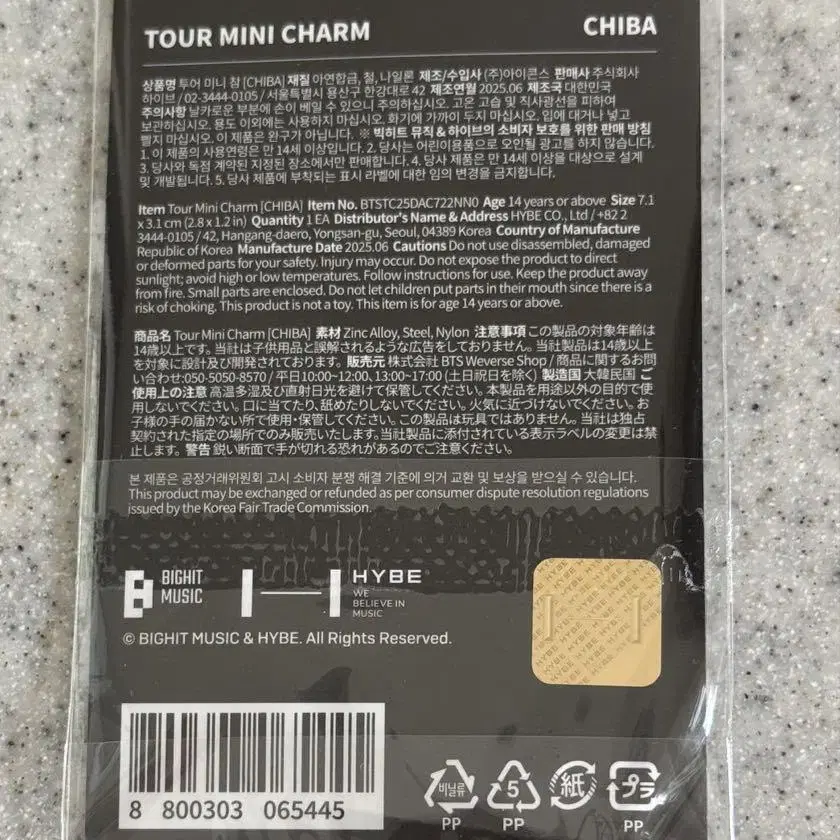 TOUR MINI CHARM
CHIBA
상품명 투어 미니 참 [CHIBA] 재질 아연합금, 철, 나일론 제조/수입사 (주)아이콘스 판매사 주식회사
하이브 / 02-3444-0105 / 서울특별시 용산구 한강대로 42 제조연월 2025.06 제조국 대한민국
주의사항 날카로운 부분에 손이 베일 수 있으니 주의하십시오. 고온 고습 및 직사광선을 피하여
보관하십시오. 용도 이외에는 사용하지 마십시오. 화기에 가까이 두지 마십시오. 입에 대거나 넣고
빨지 마십시오. 이 제품은 완구가 아닙니다. ※ 빅히트 뮤직 & 하이브의 소비자 보호를 위한 판매 방침
1. 이 제품의 사용연령은 만 14세 이상입니다. 2. 당사는 어린이용품으로 오인될 광고를 하지 않습니다.
3. 당사와 독점 계약된 지정된 장소에서만 판매합니다. 4. 당사 제품은 만 14세 이상을 대상으로 설계
및 개발됩니다. 5. 당사 제품에 부착되는 표시 라벨에 대한 임의 변경을 금지합니다.
Item Tour Mini Charm [CHIBA] Item No. BTSTC25DAC722NN0 Age 14 years or above Size 7.1
x 3.1 cm (2.8 x 1.2 in) Quantity 1 EA Distributor's Name & Address HYBE CO., Ltd / +82 2
3444-0105 / 42, Hangang-daero, Yongsan-gu, Seoul, 04389 Korea Country of Manufacture
Republic of Korea Manufacture Date 2025.06 Cautions Do not use disassembled, damaged
or deformed parts for your safety. Injury may occur. Do not expose the product to direct
sunlight; avoid high or low temperatures. Follow instructions for use. Keep the product away
from fire. Small parts are enclosed. Do not let children put parts in their mouth since there is a
risk of choking. This product is not a toy. This item is for age 14 years or above.
商品名 Tour Mini Charm [CHIBA] 素材 Zinc Alloy, Steel, Nylon 注意事項 この製品の対象年齢は
14歳以上です。当社は子供用品と誤解されるような広告をしておりません。当社製品は14歳以上
を対象に設計及び開発されております。販売元 株式会社 BTS Weverse Shop / 商品に関するお問
い合わせ:050-5050-8570 / 平日10:00~12:00, 13:00~17:00 (土日祝日を除く) 製造国 大韓民国 ご
使用上の注意 高温多湿及び直射日光を避けて保管してください。本製品を用途以外の目的で使
用しないでください。口に当てたり、舐めたりしないでください。火気に近づけないでください。お
子様の手の届かない所で使用・保管してください。この製品は玩具ではありません。当社は独占
契約された指定の場所でのみ販売いたします。当社製品に添付されている表示ラベルの変更は禁
止します。警告 鋭い断面で手が切れる恐れがあるのでご注意ください。
본 제품은 공정거래위원회 고시 소비자 분쟁 해결 기준에 의거 교환 및 보상을 받으실 수 있습니다.
This product may be exchanged or refunded as per consumer dispute resolution regulations
issued by the Korea Fair Trade Commission.
BIGHIT
MUSIC
HYBE
WE
BELIEVE IN
MUSIC
© BIGHIT MUSIC & HYBE. All Rights Reserved.
HYBE HYBE HYBE HYBE
8 800303 065445
비닐류
PP
5
PP
紙
プラ
PP